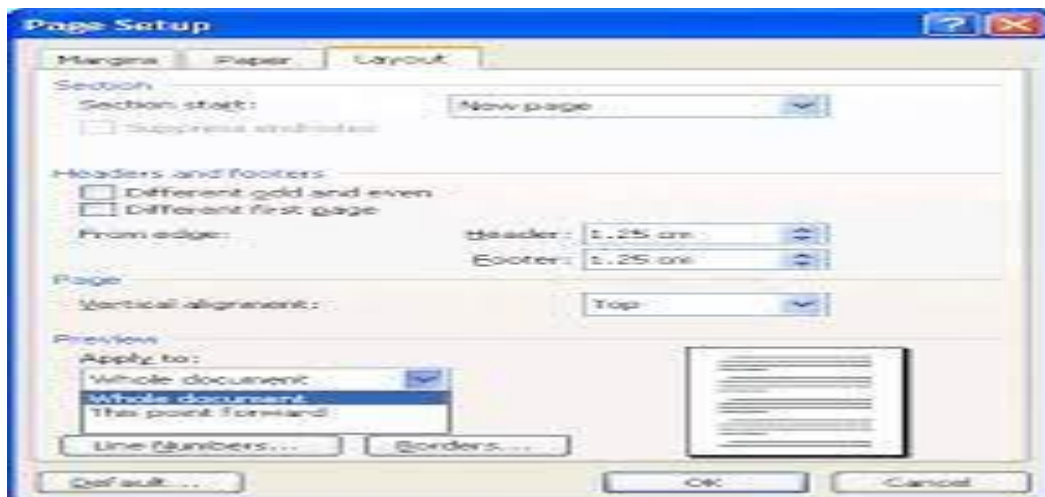 Page Setup
Margins Paper Layout
Section
Section start: New page
Suppress endnotes
Headers and footers
Different odd and even
Different first page
From edge: Header: 1.25 cm
Footer: 1.25 cm
Page
Vertical alignment: Top
Preview
Apply to:
Whole document
Whole document
This point forward
Line Numbers... Borders...
Default... OK Cancel